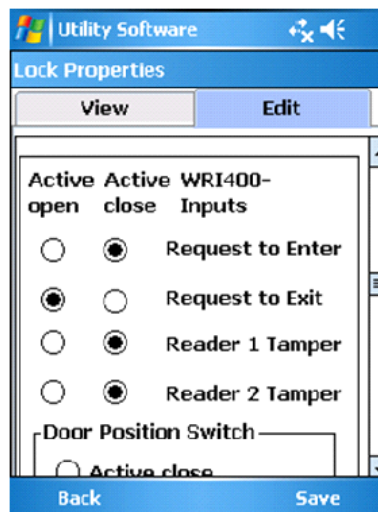 Utility Software
Lock Properties
View Edit
Active Active WRI400-
open close Inputs
Request to Enter
Request to Exit
Reader 1 Tamper
Reader 2 Tamper
Door Position Switch
Active close
Back Save